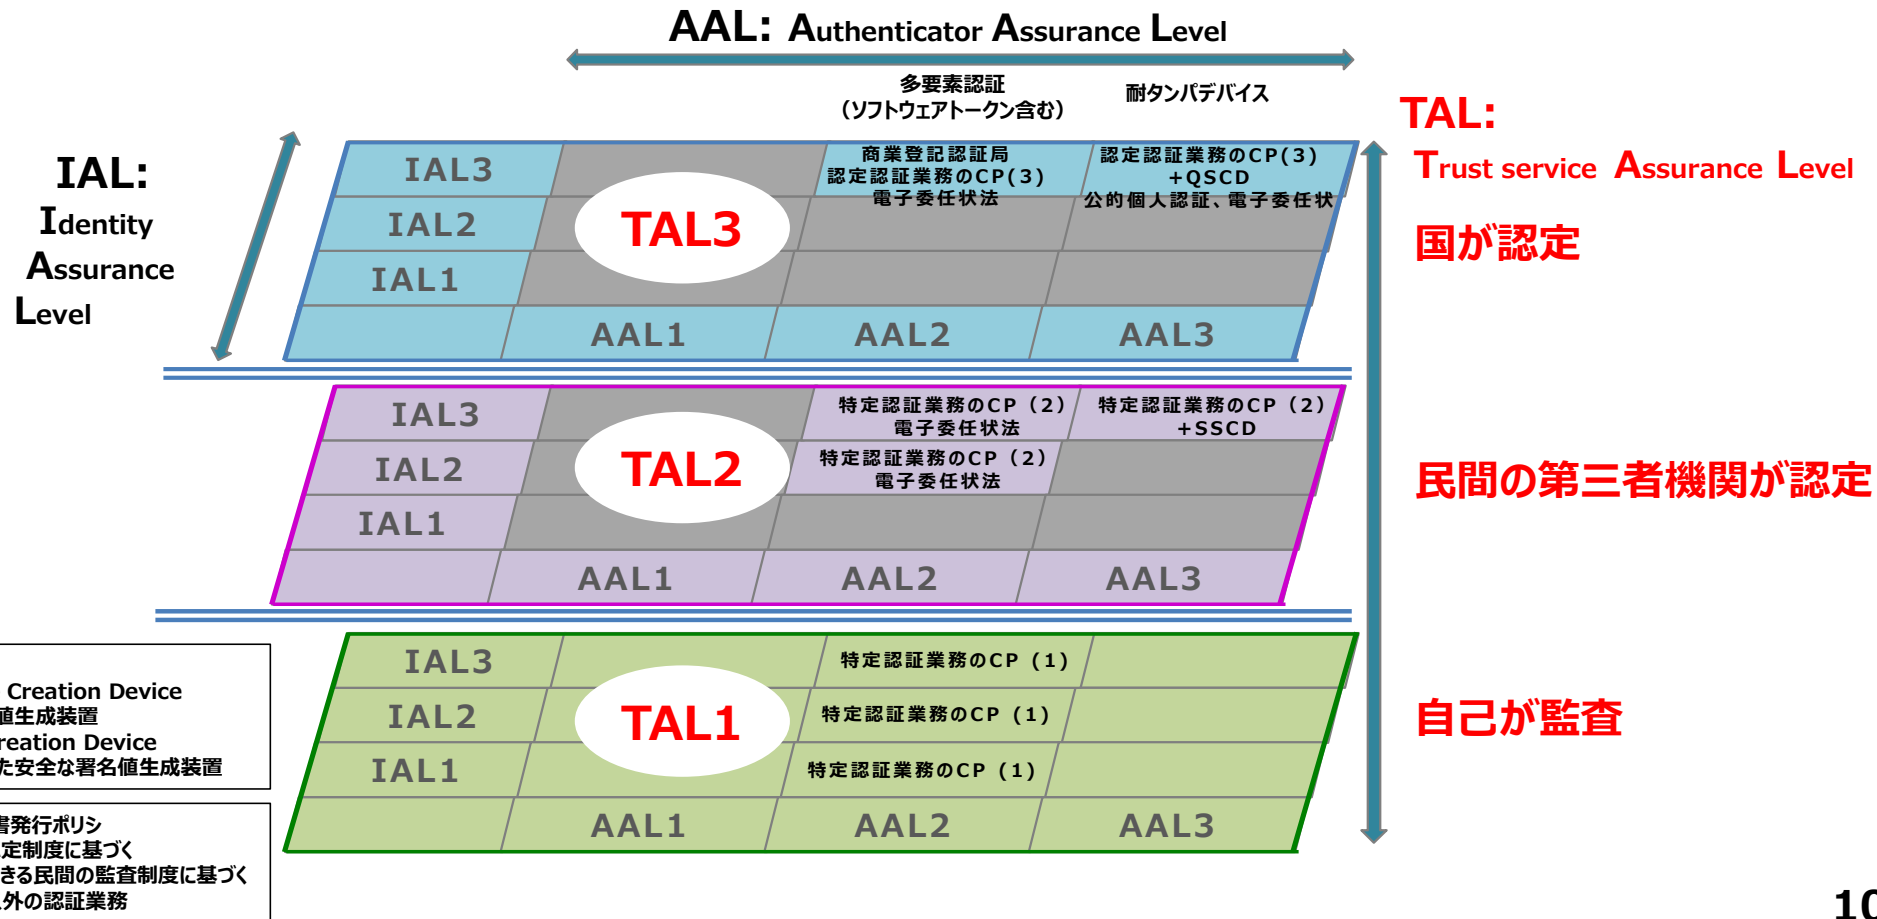 AAL: Authenticator Assurance Level
多要素認証
（ソフトウェアトークン含む）
耐タンパデバイス
IAL:
Identity
Assurance
Level
TAL:
Trust service Assurance Level
国が認定
民間の第三者機関が認定
自己が監査
IAL3
商業登記認証局
認定認証業務のCP(3)
電子委任状法
認定認証業務のCP(3)
+QSCD
公的個人認証、電子委任状
IAL2
TAL3
IAL1
AAL1
AAL2
AAL3
IAL3
特定認証業務のCP（2）
電子委任状法
特定認証業務のCP（2）
+SSCD
IAL2
TAL2
特定認証業務のCP（2）
電子委任状法
IAL1
AAL1
AAL2
AAL3
IAL3
特定認証業務のCP (1)
IAL2
TAL1
特定認証業務のCP (1)
IAL1
特定認証業務のCP (1)
AAL1
AAL2
AAL3
Creation Device
値生成装置
reation Device
た安全な署名値生成装置
書発行ポリシ
定制度に基づく
きる民間の監査制度に基づく
外の認証業務
10